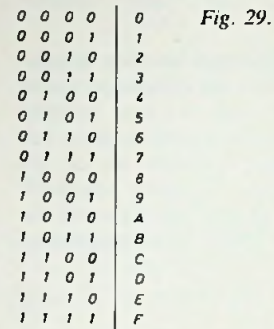 0 0 0 0 0 Fig. 29.
0 0 0 1 1
0 0 1 0 2
0 0 1 1 3
0 1 0 0 4
0 1 0 1 5
0 1 1 0 6
0 1 1 1 7
1 0 0 0 8
1 0 0 1 9
1 0 1 0 A
1 0 1 1 B
1 1 0 0 C
1 1 0 1 D
1 1 1 0 E
1 1 1 1 F